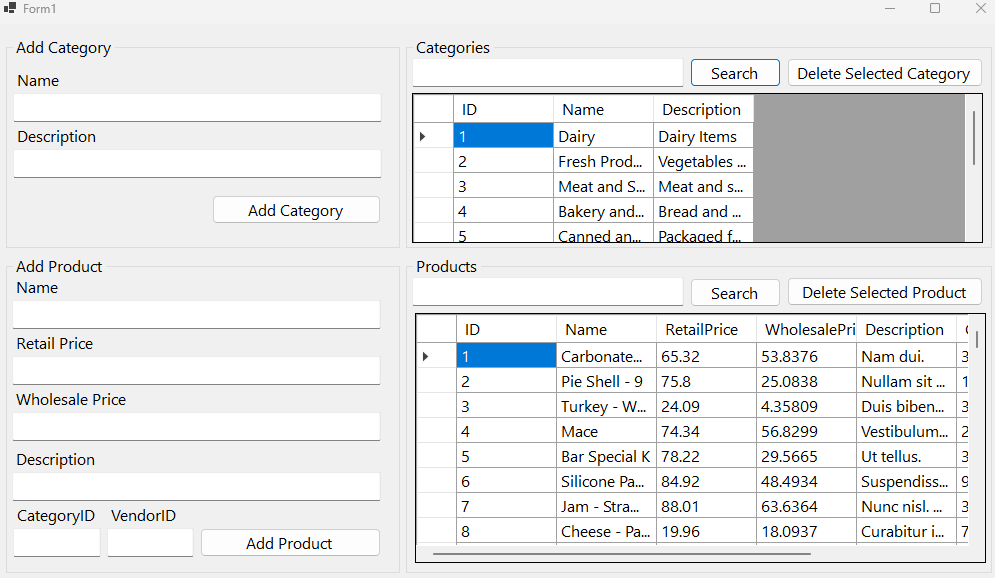 Form1
Add Category
Name
Description
Add Category
Categories
Search Delete Selected Category
ID Name Description
1 Dairy Dairy Items
2 Fresh Prod... Vegetables ...
3 Meat and S... Meat and s...
4 Bakery and... Bread and ...
5 Canned an... Packaged f...
Add Product
Name
Retail Price
Wholesale Price
Description
CategoryID VendorID
Add Product
Products
Search Delete Selected Product
ID Name RetailPrice WholesalePri Description
1 Carbonate... 65.32 53.8376 Nam dui. 3
2 Pie Shell - 9 75.8 25.0838 Nullam sit ... 1
3 Turkey - W... 24.09 4.35809 Duis biben... 3
4 Mace 74.34 56.8299 Vestibulum... 2
5 Bar Special K 78.22 29.5665 Ut tellus. 3
6 Silicone Pa... 84.92 48.4934 Suspendiss... 9
7 Jam - Stra... 88.01 63.6364 Nunc nisl. ... 3
8 Cheese - Pa... 19.96 18.0937 Curabitur i... 7